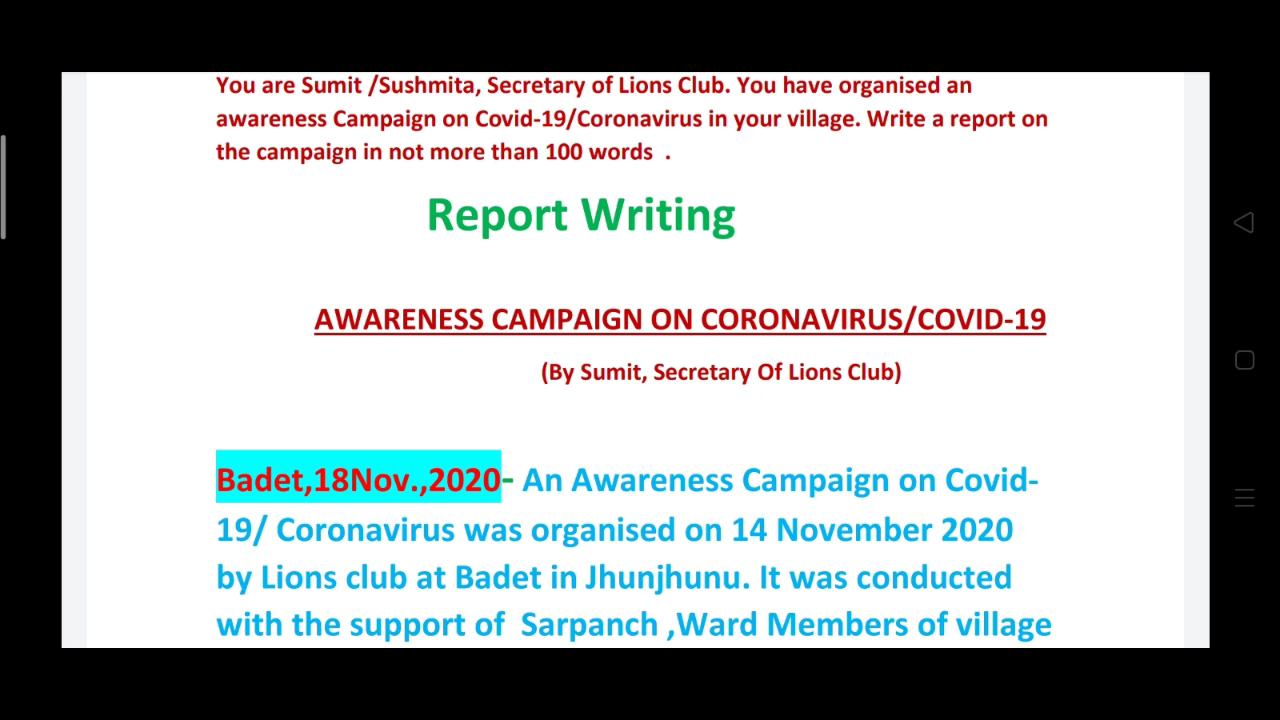 You are Sumit /Sushmita, Secretary of Lions Club. You have organised an
awareness Campaign on Covid-19/Coronavirus in your village. Write a report on
the campaign in not more than 100 words  .
Report Writing
AWARENESS CAMPAIGN ON CORONAVIRUS/COVID-19
(By Sumit, Secretary Of Lions Club)
Badet,18Nov.,2020- An Awareness Campaign on Covid-
19/ Coronavirus was organised on 14 November 2020
by Lions club at Badet in Jhunjhunu. It was conducted
with the support of  Sarpanch ,Ward Members of village